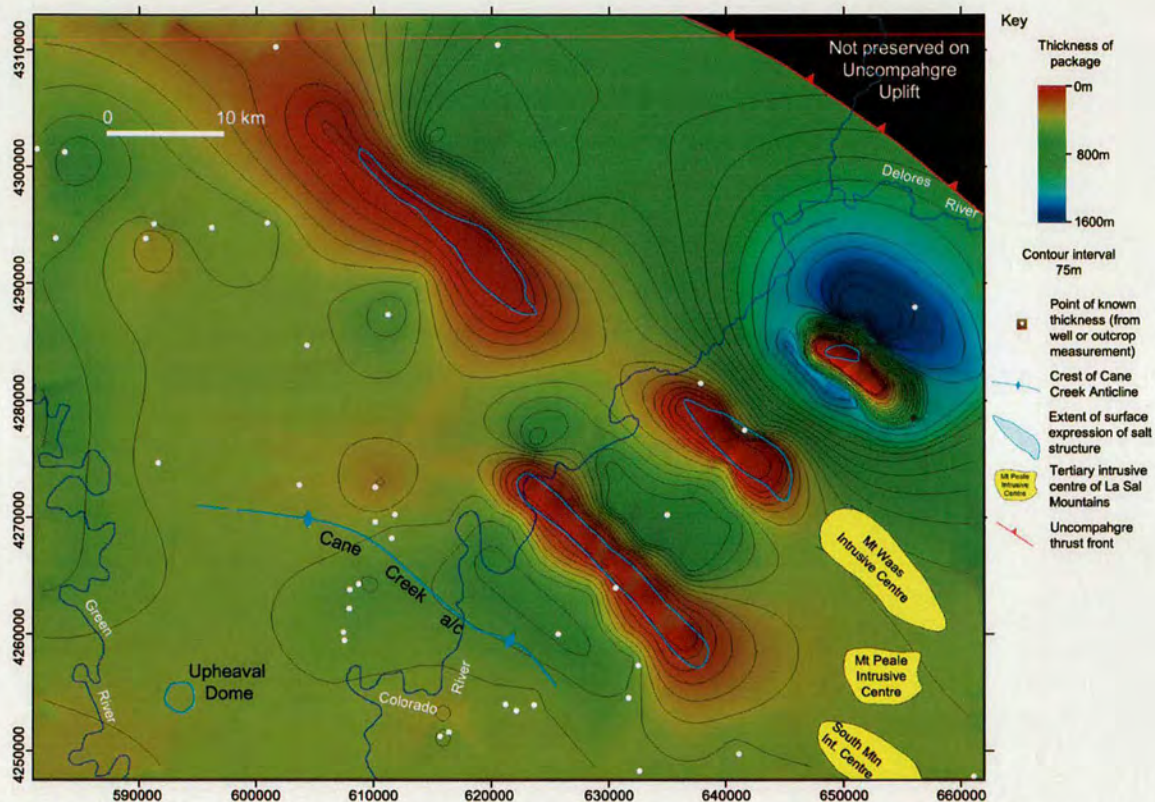 Key
Thickness of
package
0m
800m
1600m
Contour interval
75m
Point of known
thickness (from
well or outcrop
measurement)
Crest of Cane
Creek Anticline
Extent of surface
expression of salt
structure
Mt Peale
Intrusive
Centre
Tertiary intrusive
centre of La Sal
Mountains
Uncompahgre
thrust front
Not preserved on
Uncompahgre
Uplift
0 10 km
Delores
River
Cane
Creek
a/c
Green
River
Upheaval
Dome
Colorado
River
Mt Waas
Intrusive Centre
Mt Peale
Intrusive
Centre
South Mtn
Int. Centre
4310000
4300000
4290000
4280000
4270000
4260000
4250000
590000 600000 610000 620000 630000 640000 650000 660000